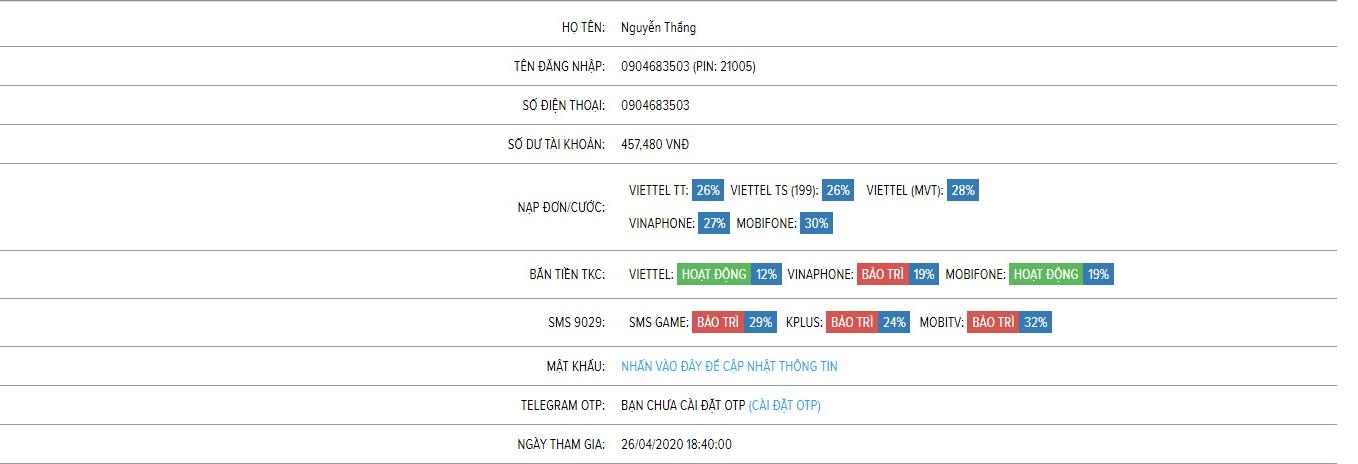 HỌ TÊN: Nguyễn Thắng
TÊN ĐĂNG NHẬP: 0904683503 (PIN: 21005)
SỐ ĐIỆN THOẠI: 0904683503
SỐ DƯ TÀI KHOẢN: 457,480 VNĐ
NẠP ĐƠN/CƯỚC: VIETTEL TT: 26% VIETTEL TS (199): 26% VIETTEL (MVT): 28%
VINAPHONE: 27% MOBIFONE: 30%
BẮN TIỀN TKC: VIETTEL: HOẠT ĐỘNG 12% VINAPHONE: BẢO TRÌ 19% MOBIFONE: HOẠT ĐỘNG 19%
SMS 9029: SMS GAME: BẢO TRÌ 29% KPLUS: BẢO TRÌ 24% MOBITV: BẢO TRÌ 32%
MẬT KHẨU: NHẤN VÀO ĐÂY ĐỂ CẬP NHẬT THÔNG TIN
TELEGRAM OTP: BẠN CHƯA CÀI ĐẶT OTP (CÀI ĐẶT OTP)
NGÀY THAM GIA: 26/04/2020 18:40:00